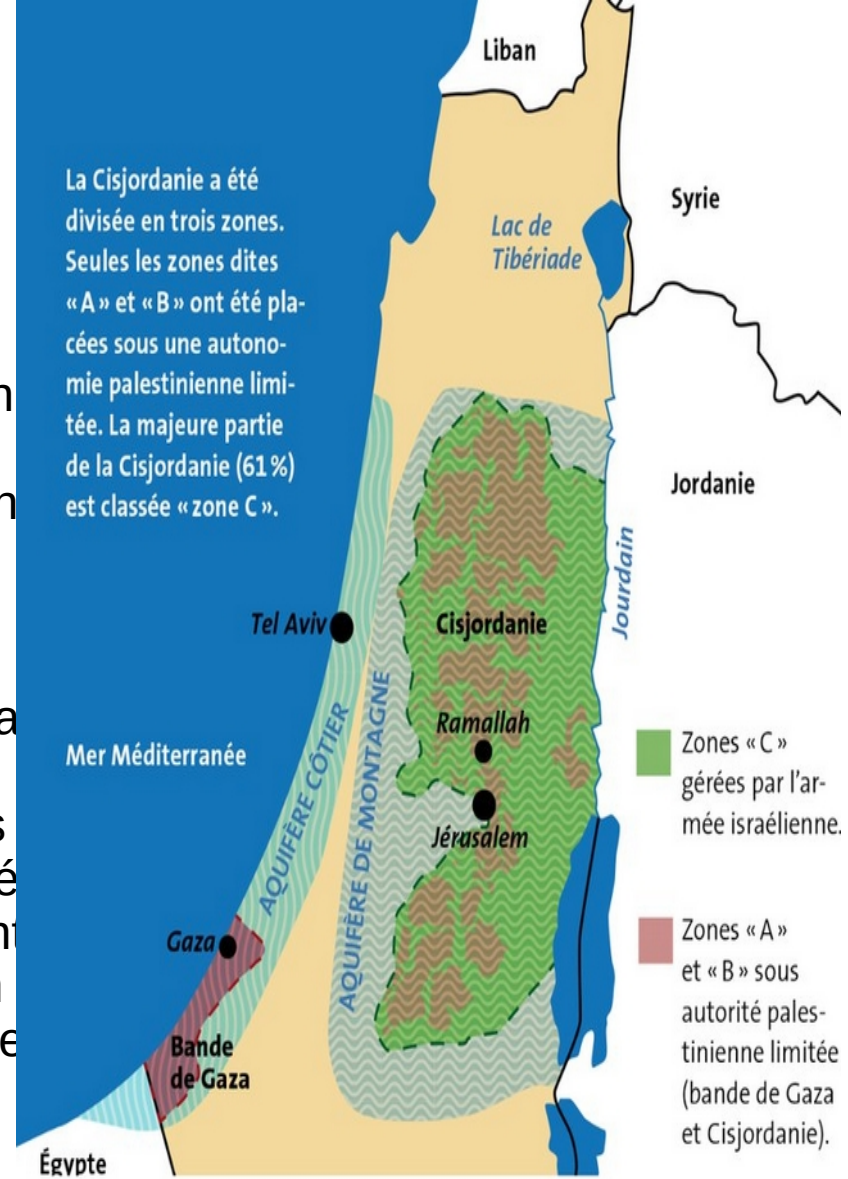 Liban
La Cisjordanie a été
divisée en trois zones.
Seules les zones dites
« A » et « B » ont été pla-
cées sous une autono-
mie palestinienne limi-
tée. La majeure partie
de la Cisjordanie (61 %)
est classée « zone C ».
Syrie
Lac de
Tibériade
Jordanie
Jourdain
Tel Aviv
Cisjordanie
Ramallah
Jérusalem
Mer Méditerranée
AQUIFÈRE CÔTIER
AQUIFÈRE DE MONTAGNE
Zones « C »
gérées par l'ar-
mée israélienne.
Gaza
Bande
de Gaza
Zones « A »
et « B » sous
autorité pales-
tinienne limitée
(bande de Gaza
et Cisjordanie).
Égypte